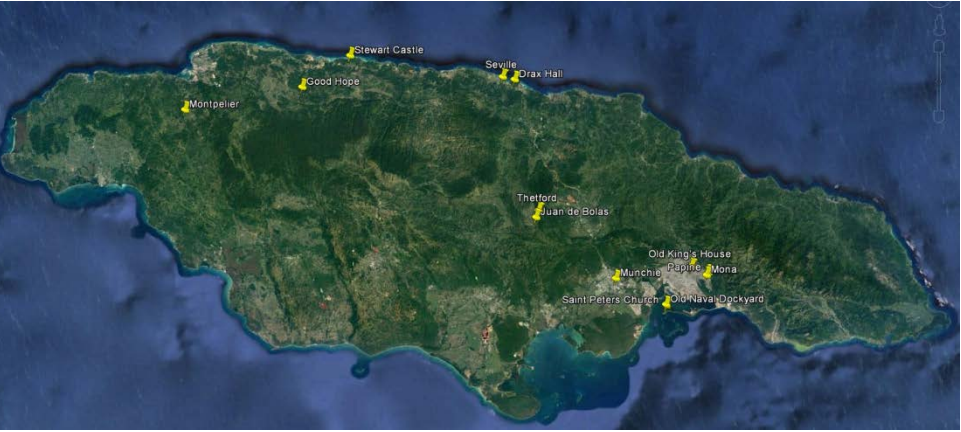 Stewart Castle
Seville
Drax Hall
Good Hope
Montpelier
Thetford
Juan de Bolas
Old King's House
Papine
Mona
Munchie
Saint Peters Church
Old Naval Dockyard